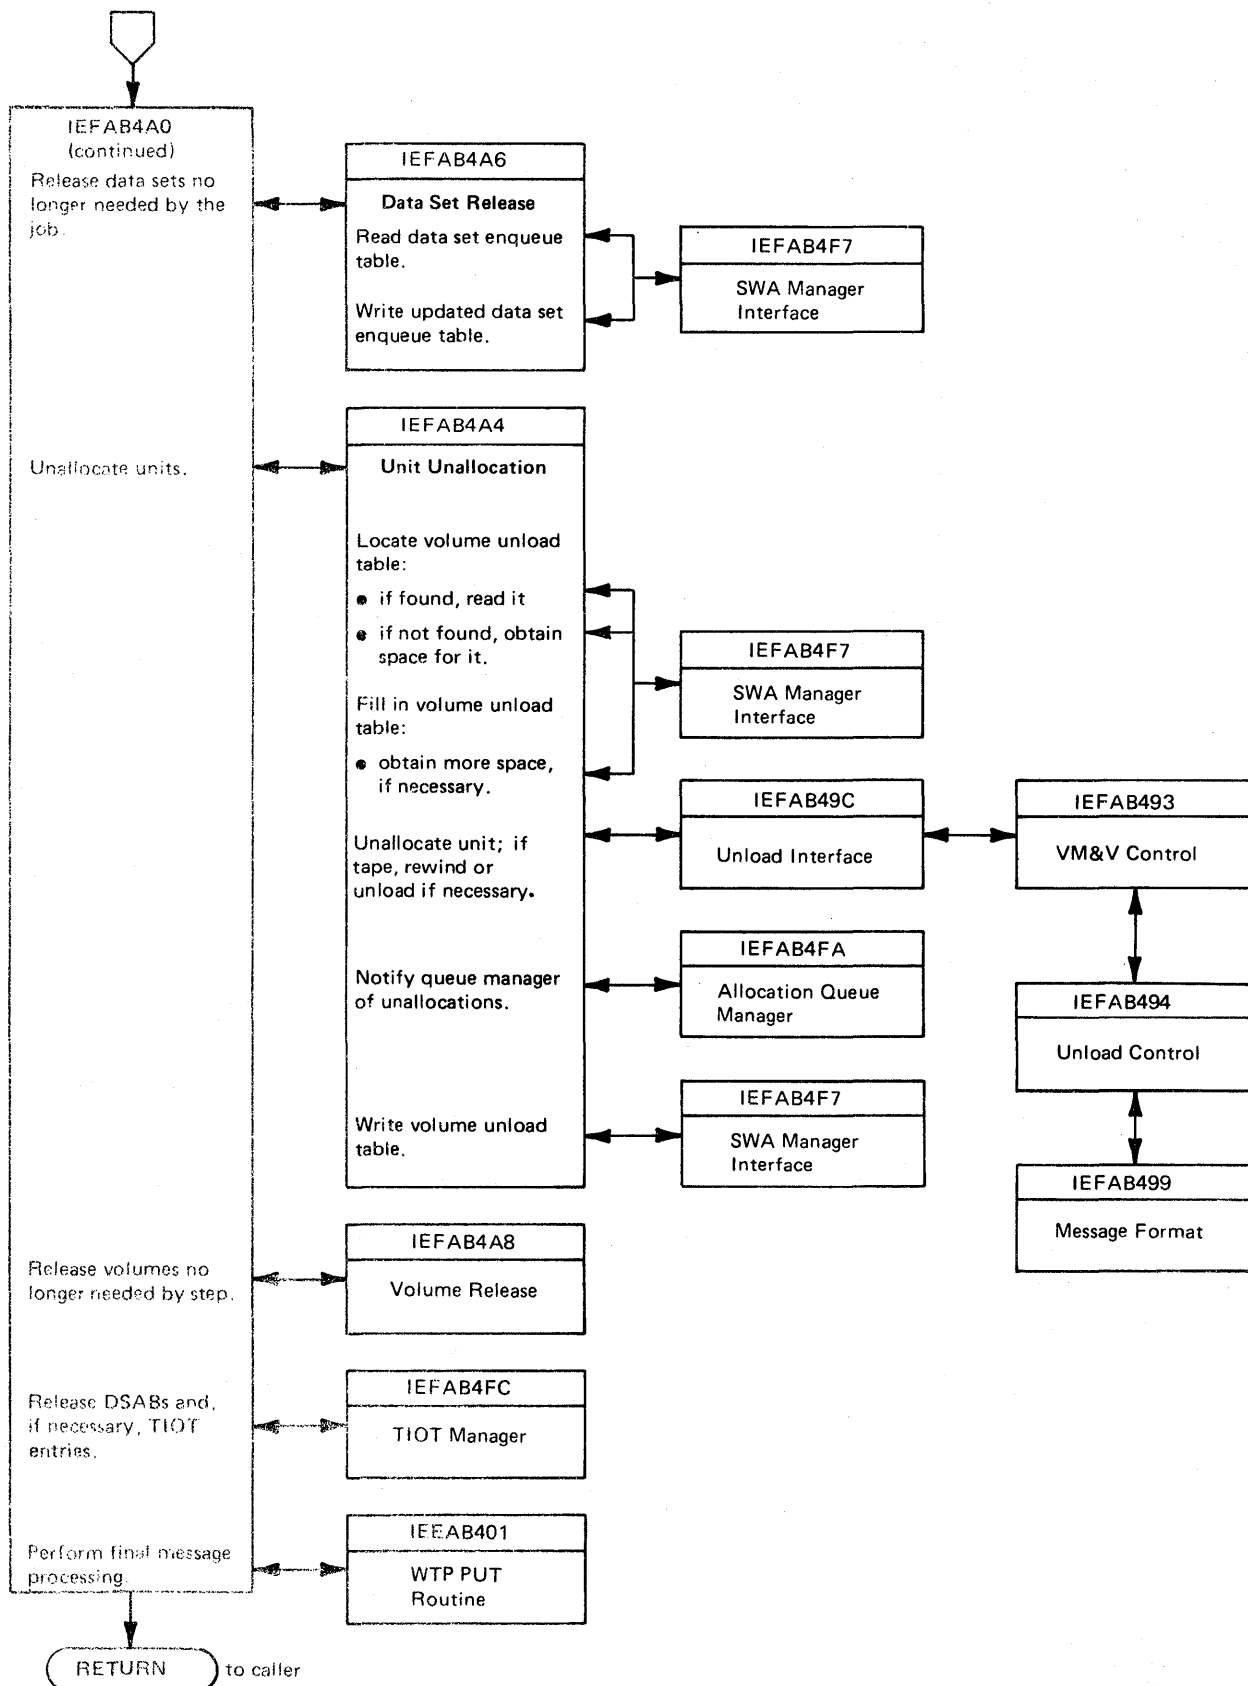 IEFAB4A0
(continued)
Release data sets no
longer needed by the
job.
IEFAB4A6
Data Set Release
Read data set enqueue
table.
Write updated data set
enqueue table.
IEFAB4F7
SWA Manager
Interface
Unallocate units.
IEFAB4A4
Unit Unallocation
Locate volume unload
table:
• if found, read it
• if not found, obtain
space for it.
Fill in volume unload
table:
• obtain more space,
if necessary.
Unallocate unit; if
tape, rewind or
unload if necessary.
Notify queue manager
of unallocations.
Write volume unload
table.
IEFAB4F7
SWA Manager
Interface
IEFAB49C
Unload Interface
IEFAB493
VM&V Control
IEFAB4FA
Allocation Queue
Manager
IEFAB494
Unload Control
IEFAB4F7
SWA Manager
Interface
IEFAB499
Message Format
Release volumes no
longer needed by step.
IEFAB4A8
Volume Release
Release DSABs and,
if necessary, TIOT
entries.
IEFAB4FC
TIOT Manager
Perform final message
processing.
IEEAB401
WTP PUT
Routine
RETURN
to caller